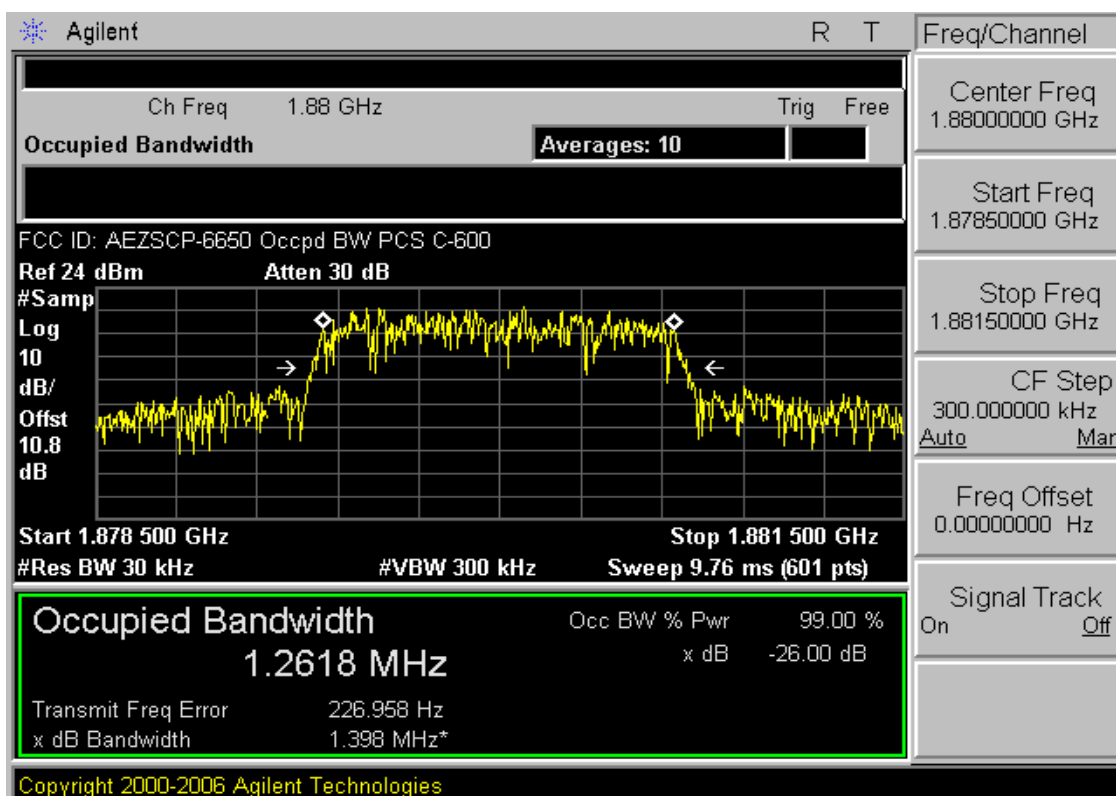 Agilent R T Freq/Channel
Ch Freq 1.88 GHz Trig Free
Occupied Bandwidth Averages: 10
FCC ID: AEZSCP-6650 Occpd BW PCS C-600
Ref 24 dBm Atten 30 dB
#Samp
Log
10
dB/
Offst
10.8
dB
Start 1.878 500 GHz Stop 1.881 500 GHz
#Res BW 30 kHz #VBW 300 kHz Sweep 9.76 ms (601 pts)
Occupied Bandwidth Occ BW % Pwr 99.00 %
1.2618 MHz x dB -26.00 dB
Transmit Freq Error 226.958 Hz
x dB Bandwidth 1.398 MHz*
Copyright 2000-2006 Agilent Technologies
Center Freq
1.88000000 GHz
Start Freq
1.87850000 GHz
Stop Freq
1.88150000 GHz
CF Step
300.000000 kHz
Auto Man
Freq Offset
0.00000000 Hz
Signal Track
On Off